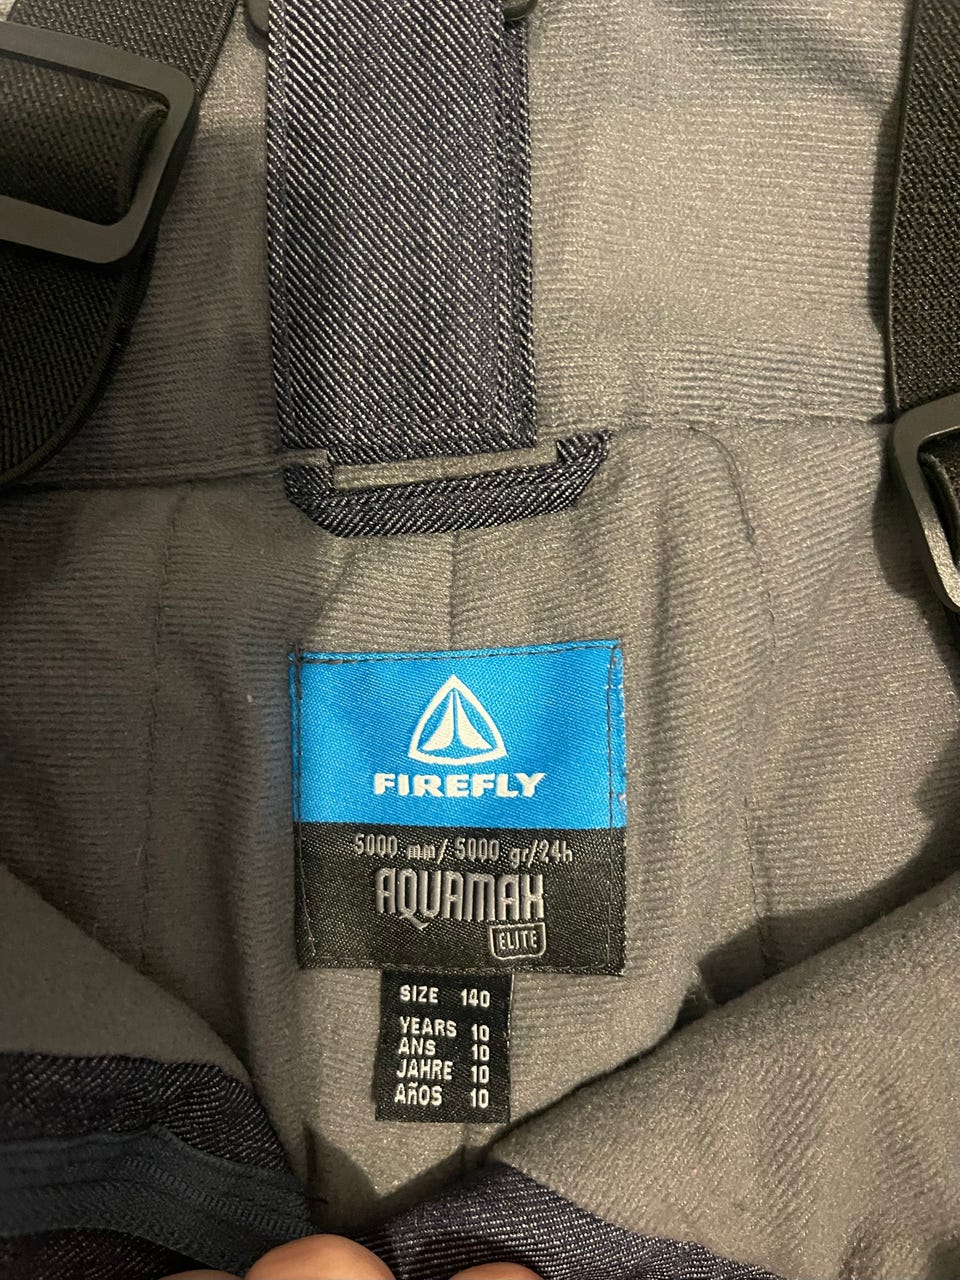 FIREFLY
5000 mm/ 5000 gr/24h
AQUAMAX
ELITE
SIZE 140
YEARS 10
ANS 10
JAHRE 10
AñOS 10